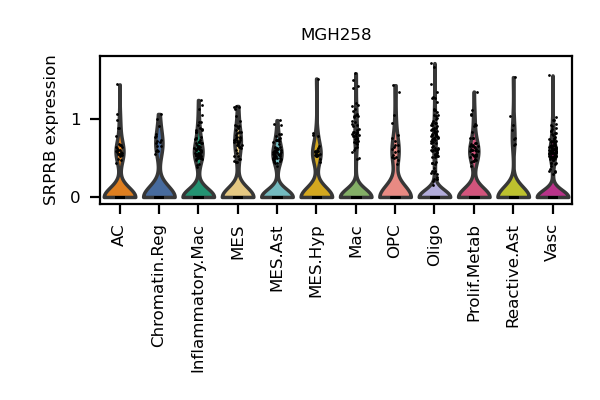 MGH258
SRPRB expression
1
0
AC
Chromatin.Reg
Inflammatory.Mac
MES
MES.Ast
MES.Hyp
Mac
OPC
Oligo
Prolif.Metab
Reactive.Ast
Vasc